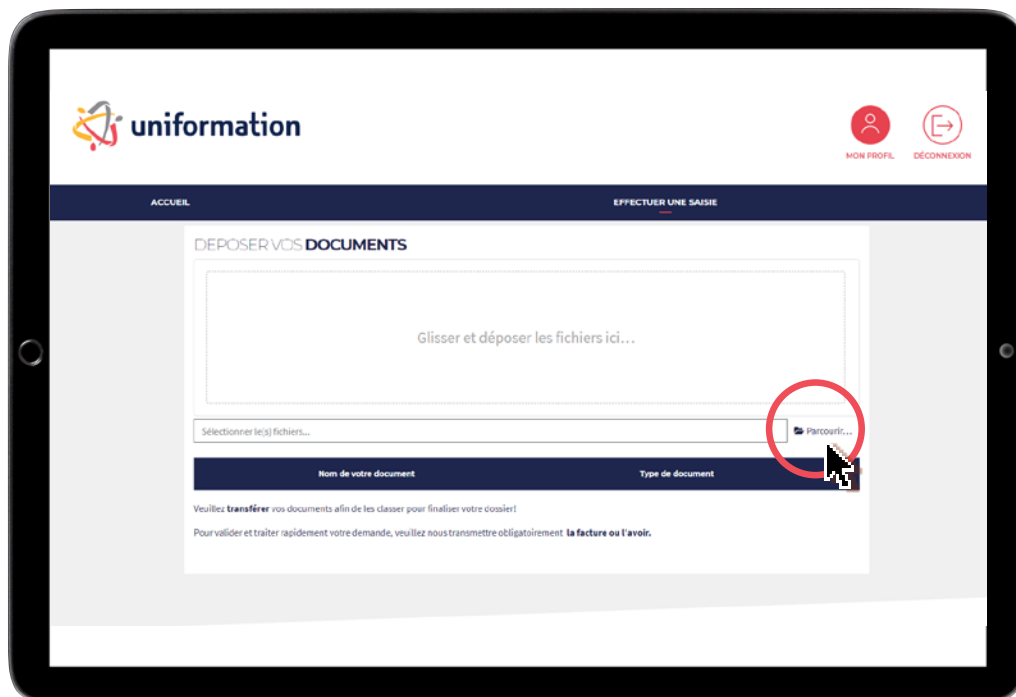 uniformation
MON PROFIL
DÉCONNEXION
ACCUEIL
EFFECTUER UNE SAISIE
DEPOSER VOS DOCUMENTS
Glisser et déposer les fichiers ici...
Sélectionner le(s) fichiers...
Parcourir...
Nom de votre document
Type de document
Veuillez transférer vos documents afin de les classer pour finaliser votre dossier!
Pour valider et traiter rapidement votre demande, veuillez nous transmettre obligatoirement la facture ou l'avoir.